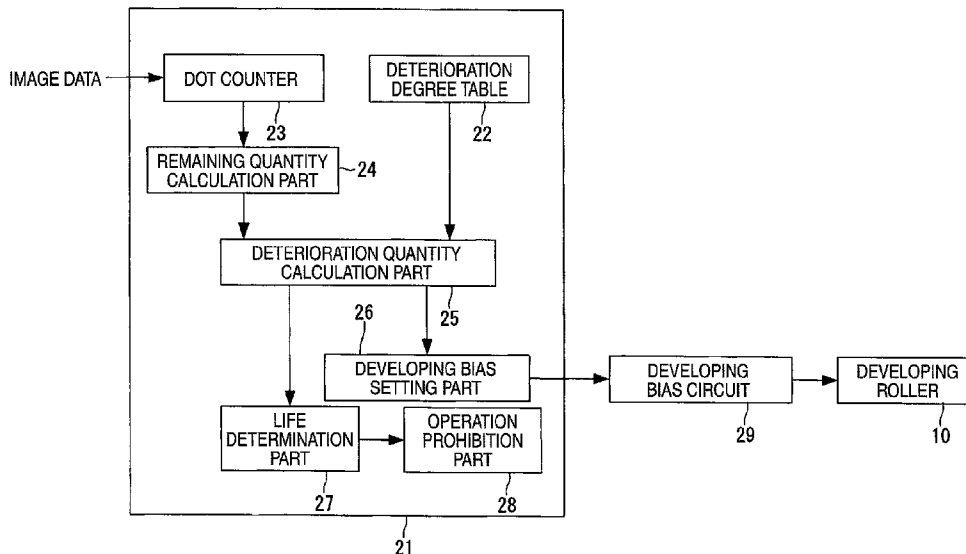 IMAGE DATA
DOT COUNTER
23
DETERIORATION
DEGREE TABLE
22
REMAINING QUANTITY
CALCULATION PART
24
DETERIORATION QUANTITY
CALCULATION PART
25
26
DEVELOPING BIAS
SETTING PART
DEVELOPING
BIAS CIRCUIT
29
DEVELOPING
ROLLER
10
LIFE
DETERMINATION
PART
27
OPERATION
PROHIBITION
PART
28
21